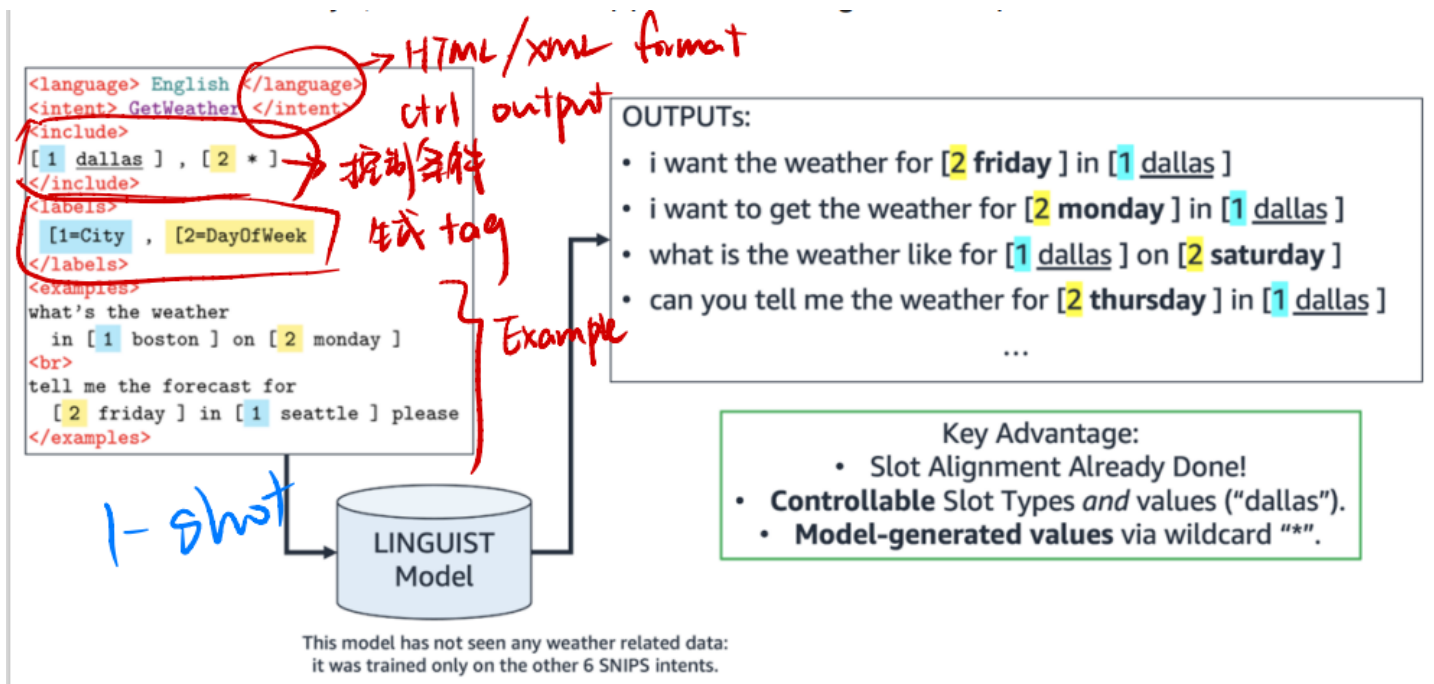 <language> English </language>
<intent> GetWeather </intent>
<include>
[ 1 dallas ] , [ 2 * ]
</include>
<labels>
[1=City , [2=DayOfWeek
</labels>
<examples>
what's the weather
in [ 1 boston ] on [ 2 monday ]
<br>
tell me the forecast for
[ 2 friday ] in [ 1 seattle ] please
</examples>
HTML/xml format
ctrl output
控制条件
生成 tag
Example
1-shot
LINGUIST
Model
This model has not seen any weather related data:
it was trained only on the other 6 SNIPS intents.
OUTPUTs:
• i want the weather for [2 friday ] in [1 dallas ]
• i want to get the weather for [2 monday ] in [1 dallas ]
• what is the weather like for [1 dallas ] on [2 saturday ]
• can you tell me the weather for [2 thursday ] in [1 dallas ]
...
Key Advantage:
• Slot Alignment Already Done!
• Controllable Slot Types and values ("dallas").
• Model-generated values via wildcard "*".